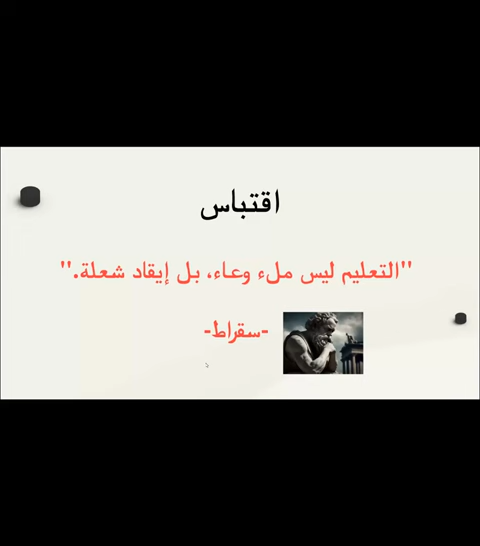 اقتباس
"التعليم ليس ملء وعاء، بل إيقاد شعلة."
-سقراط-